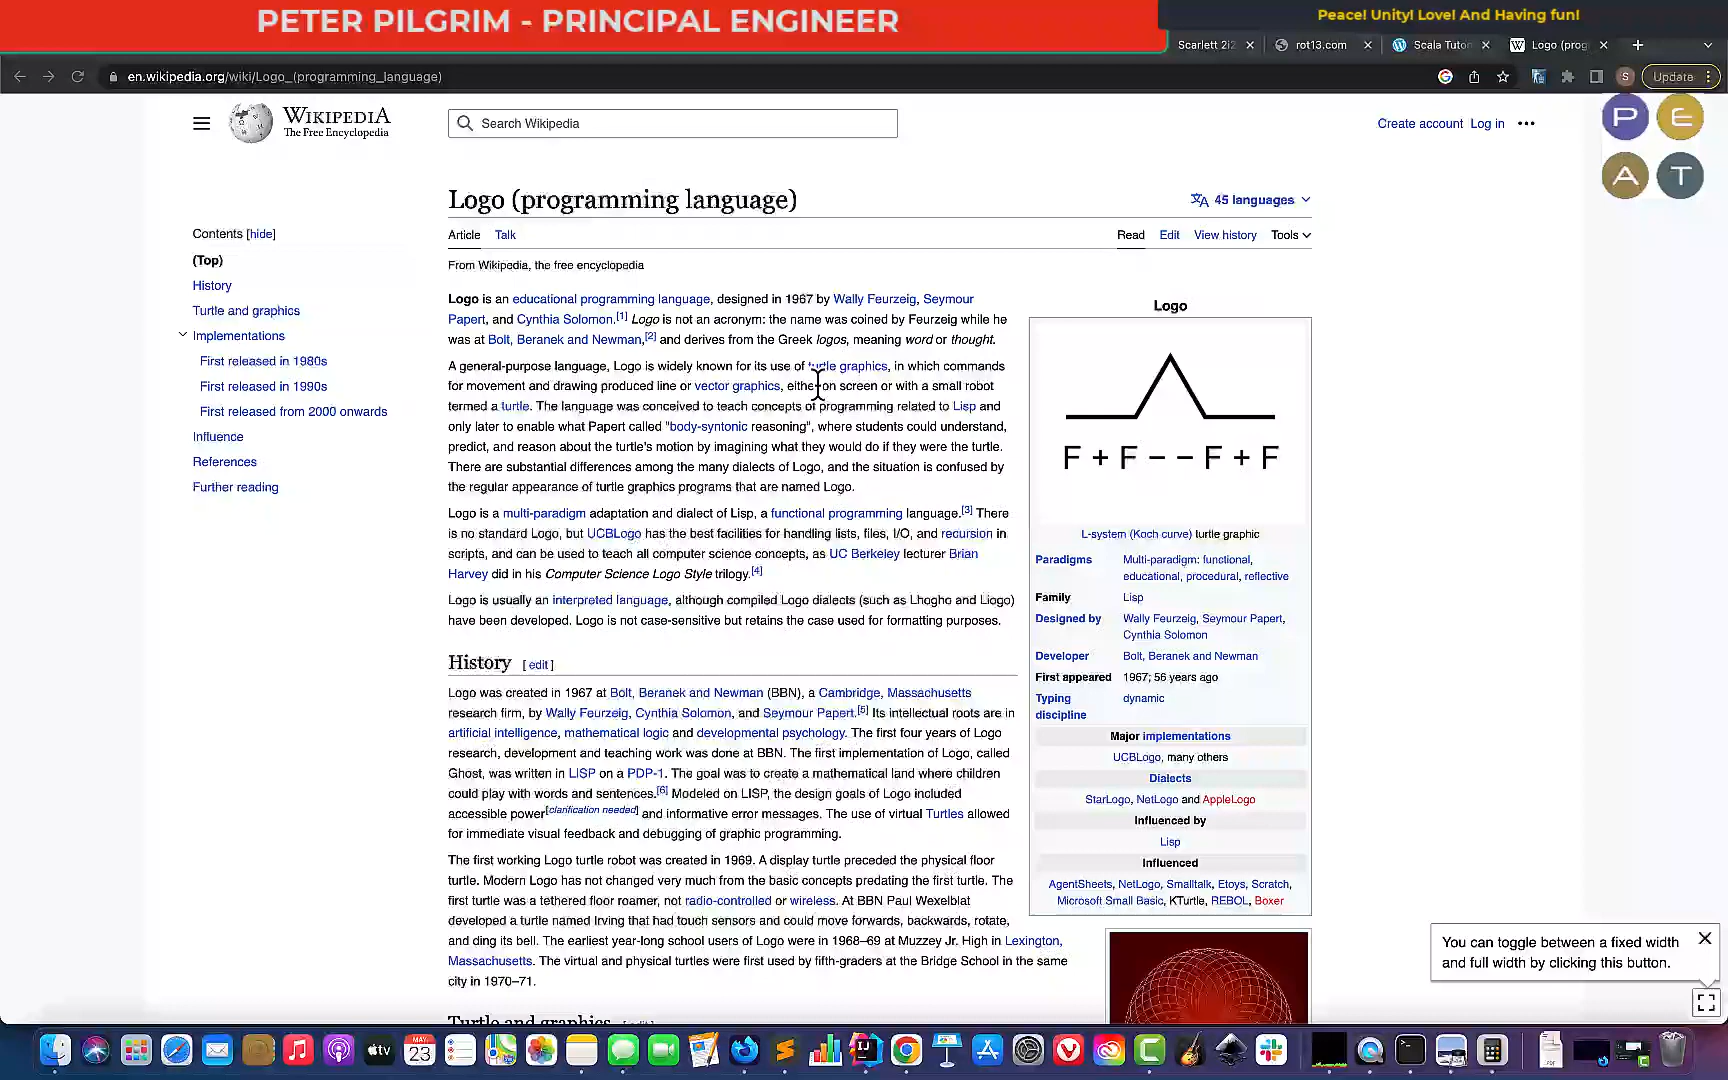 PETER PILGRIM - PRINCIPAL ENGINEER
Peace! Unity! Love! And Having fun!
Scarlett 2i2
rot13.com
Scala Tutor
Logo (prog
en.wikipedia.org/wiki/Logo_(programming_language)
S
Update
WIKIPEDIA
The Free Encyclopedia
Search Wikipedia
Create account
Log in
P
E
A
T
Logo (programming language)
45 languages
Contents [hide]
(Top)
History
Turtle and graphics
Implementations
First released in 1980s
First released in 1990s
First released from 2000 onwards
Influence
References
Further reading
Article
Talk
Read
Edit
View history
Tools
From Wikipedia, the free encyclopedia
Logo is an educational programming language, designed in 1967 by Wally Feurzeig, Seymour
Papert, and Cynthia Solomon.[1] Logo is not an acronym: the name was coined by Feurzeig while he
was at Bolt, Beranek and Newman,[2] and derives from the Greek logos, meaning word or thought.
A general-purpose language, Logo is widely known for its use of turtle graphics, in which commands
for movement and drawing produced line or vector graphics, either on screen or with a small robot
termed a turtle. The language was conceived to teach concepts of programming related to Lisp and
only later to enable what Papert called "body-syntonic reasoning", where students could understand,
predict, and reason about the turtle's motion by imagining what they would do if they were the turtle.
There are substantial differences among the many dialects of Logo, and the situation is confused by
the regular appearance of turtle graphics programs that are named Logo.
Logo is a multi-paradigm adaptation and dialect of Lisp, a functional programming language.[3] There
is no standard Logo, but UCBLogo has the best facilities for handling lists, files, I/O, and recursion in
scripts, and can be used to teach all computer science concepts, as UC Berkeley lecturer Brian
Harvey did in his Computer Science Logo Style trilogy.[4]
Logo is usually an interpreted language, although compiled Logo dialects (such as Lhogho and Liogo)
have been developed. Logo is not case-sensitive but retains the case used for formatting purposes.
History [ edit ]
Logo was created in 1967 at Bolt, Beranek and Newman (BBN), a Cambridge, Massachusetts
research firm, by Wally Feurzeig, Cynthia Solomon, and Seymour Papert.[5] Its intellectual roots are in
artificial intelligence, mathematical logic and developmental psychology. The first four years of Logo
research, development and teaching work was done at BBN. The first implementation of Logo, called
Ghost, was written in LISP on a PDP-1. The goal was to create a mathematical land where children
could play with words and sentences.[6] Modeled on LISP, the design goals of Logo included
accessible power[clarification needed] and informative error messages. The use of virtual Turtles allowed
for immediate visual feedback and debugging of graphic programming.
The first working Logo turtle robot was created in 1969. A display turtle preceded the physical floor
turtle. Modern Logo has not changed very much from the basic concepts predating the first turtle. The
first turtle was a tethered floor roamer, not radio-controlled or wireless. At BBN Paul Wexelblat
developed a turtle named Irving that had touch sensors and could move forwards, backwards, rotate,
and ding its bell. The earliest year-long school users of Logo were in 1968–69 at Muzzey Jr. High in Lexington,
Massachusetts. The virtual and physical turtles were first used by fifth-graders at the Bridge School in the same
city in 1970–71.
Turtle and graphics [ edit ]
Logo
F + F − − F + F
L-system (Koch curve) turtle graphic
Paradigms Multi-paradigm: functional,
educational, procedural, reflective
Family Lisp
Designed by Wally Feurzeig, Seymour Papert,
Cynthia Solomon
Developer Bolt, Beranek and Newman
First appeared 1967; 56 years ago
Typing dynamic
discipline
Major implementations
UCBLogo, many others
Dialects
StarLogo, NetLogo and AppleLogo
Influenced by
Lisp
Influenced
AgentSheets, NetLogo, Smalltalk, Etoys, Scratch,
Microsoft Small Basic, KTurtle, REBOL, Boxer
You can toggle between a fixed width
and full width by clicking this button.
tv
MAY
23